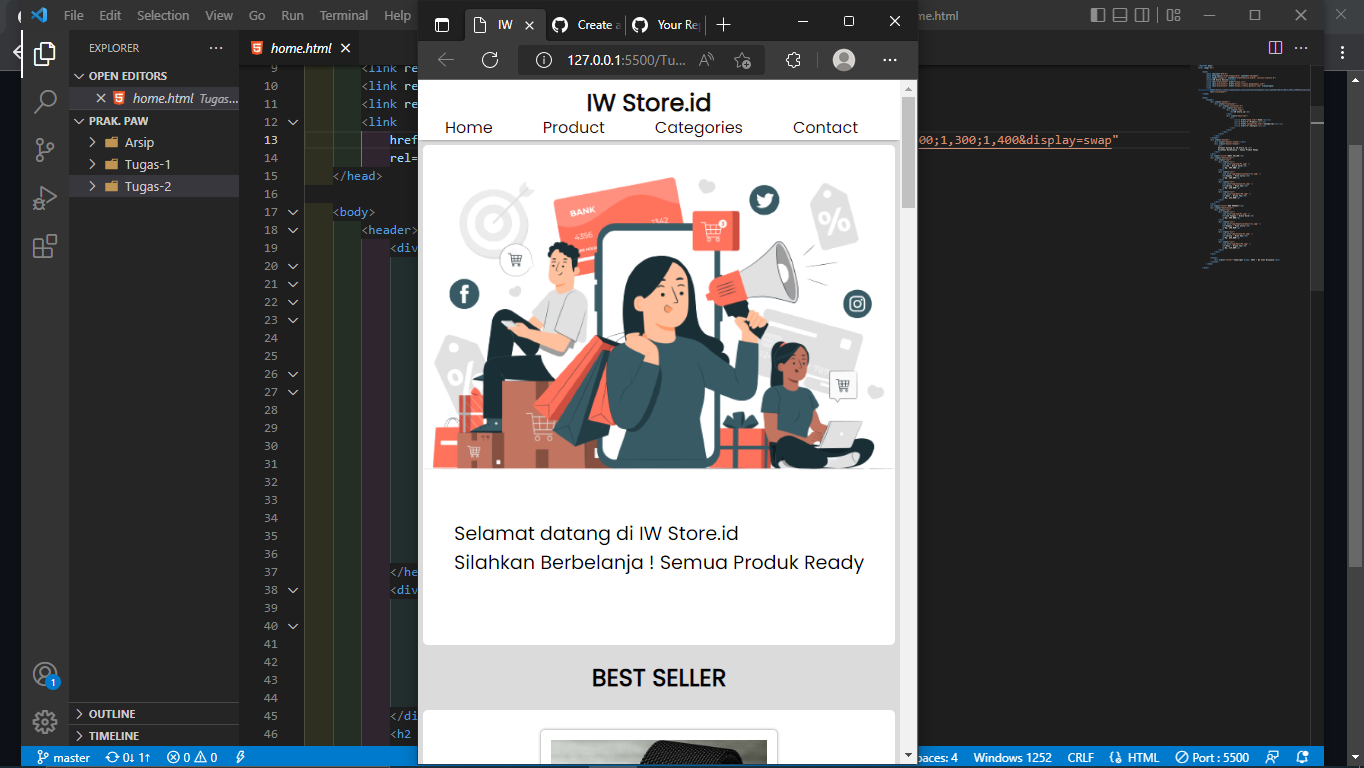 File Edit Selection View Go Run Terminal Help
me.html
EXPLORER
OPEN EDITORS
home.html Tugas...
PRAK. PAW
Arsip
Tugas-1
Tugas-2
OUTLINE
TIMELINE
home.html
9 <link re
10 <link re
11 <link re
12 <link
13 href
00;1,300;1,400&display=swap"
14 rel=
15 </head>
16
17 <body>
18 <header>
19 <div
20
21
22
23
24
25
26
27
28
29
30
31
32
33
34
35
36
37 </he
38 <div
39
40
41
42
43
44
45 </di
46 <h2
IW
Create a
Your Re
127.0.0.1:5500/Tu...
IW Store.id
Home Product Categories Contact
BANK
4356
1342
%
%
Selamat datang di IW Store.id
Silahkan Berbelanja ! Semua Produk Ready
BEST SELLER
1
master 0↓ 1↑ 0 0
paces: 4 Windows 1252 CRLF HTML Port : 5500